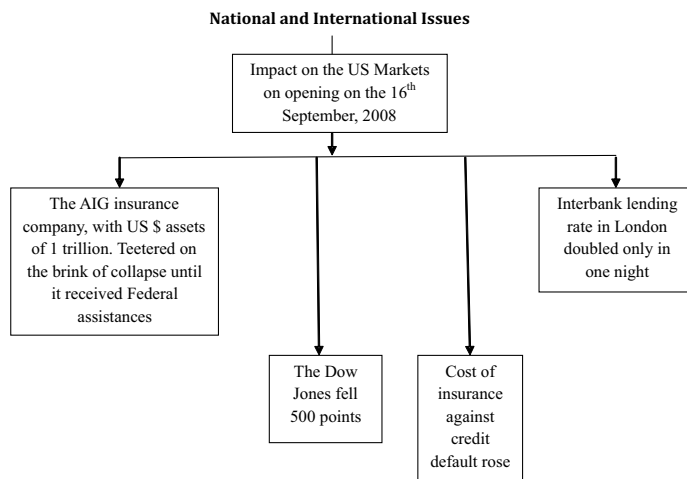 National and International Issues
Impact on the US Markets
on opening on the 16th
September, 2008
The AIG insurance
company, with US $ assets
of 1 trillion. Teetered on
the brink of collapse until
it received Federal
assistances
Interbank lending
rate in London
doubled only in
one night
The Dow
Jones fell
500 points
Cost of
insurance
against
credit
default rose